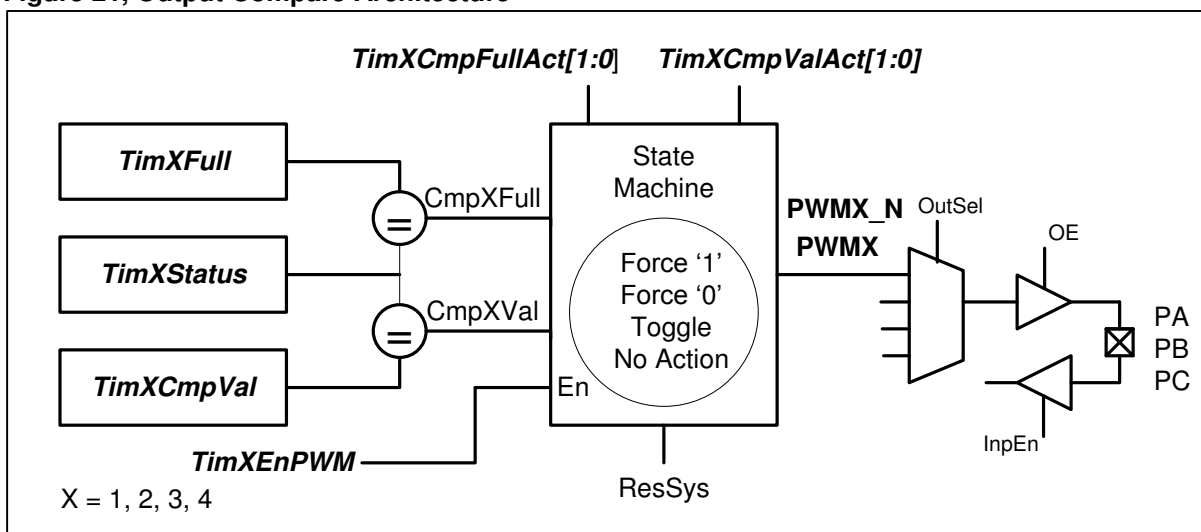 Figure 21, Output Compare Architecture
TimXCmpFullAct[1:0]
TimXCmpValAct[1:0]
TimXFull
TimXStatus
TimXCmpVal
CmpXFull
CmpXVal
=
=
State
Machine
Force ‘1’
Force ‘0’
Toggle
No Action
En
TimXEnPWM
ResSys
PWMX_N
PWMX
OutSel
OE
InpEn
PA
PB
PC
X = 1, 2, 3, 4